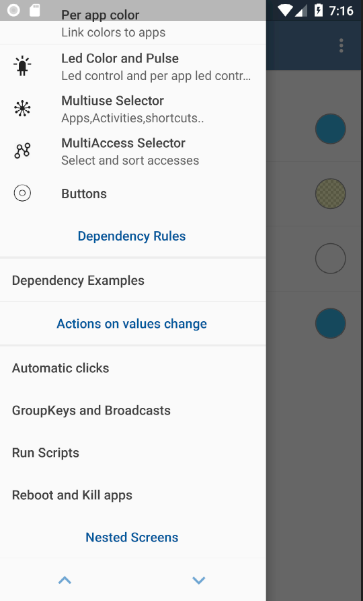 7:16
Per app color
Link colors to apps
Led Color and Pulse
Led control and per app led contr...
Multiuse Selector
Apps,Activities,shortcuts..
MultiAccess Selector
Select and sort accesses
Buttons
Dependency Rules
Dependency Examples
Actions on values change
Automatic clicks
GroupKeys and Broadcasts
Run Scripts
Reboot and Kill apps
Nested Screens